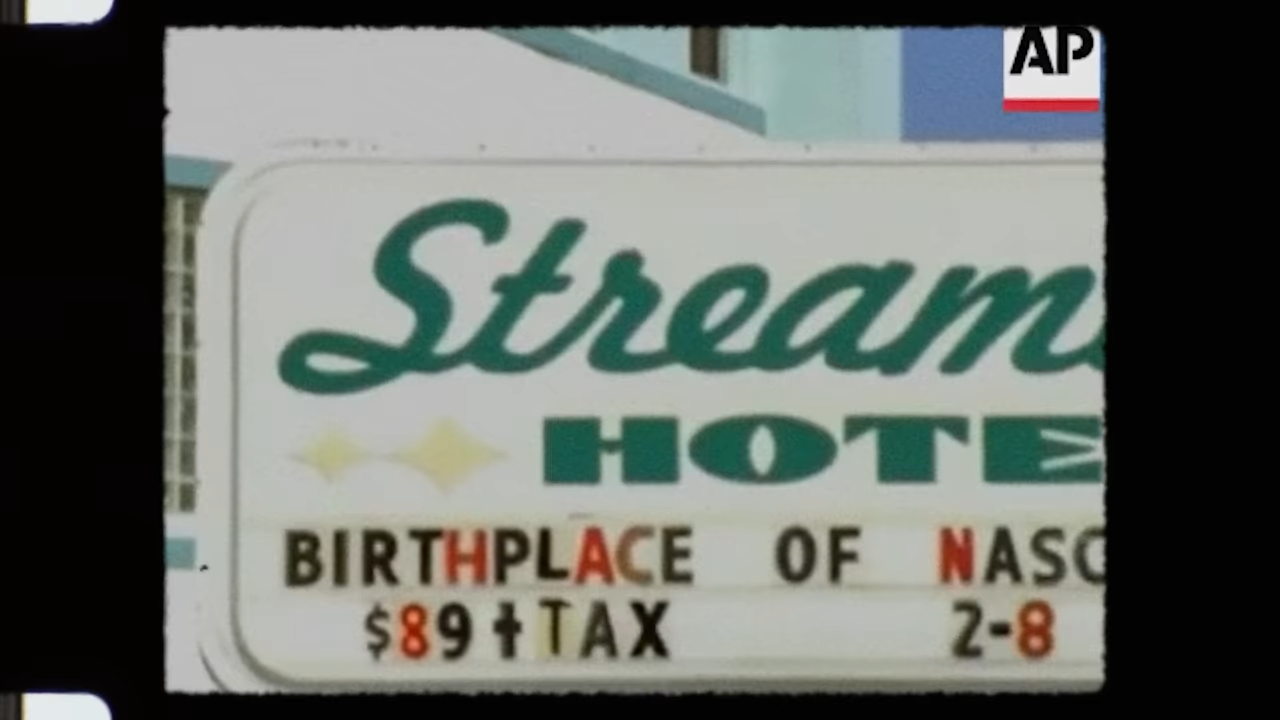 AP
Stream
HOTE
BIRTHPLACE OF NASC
$89+TAX 2-8